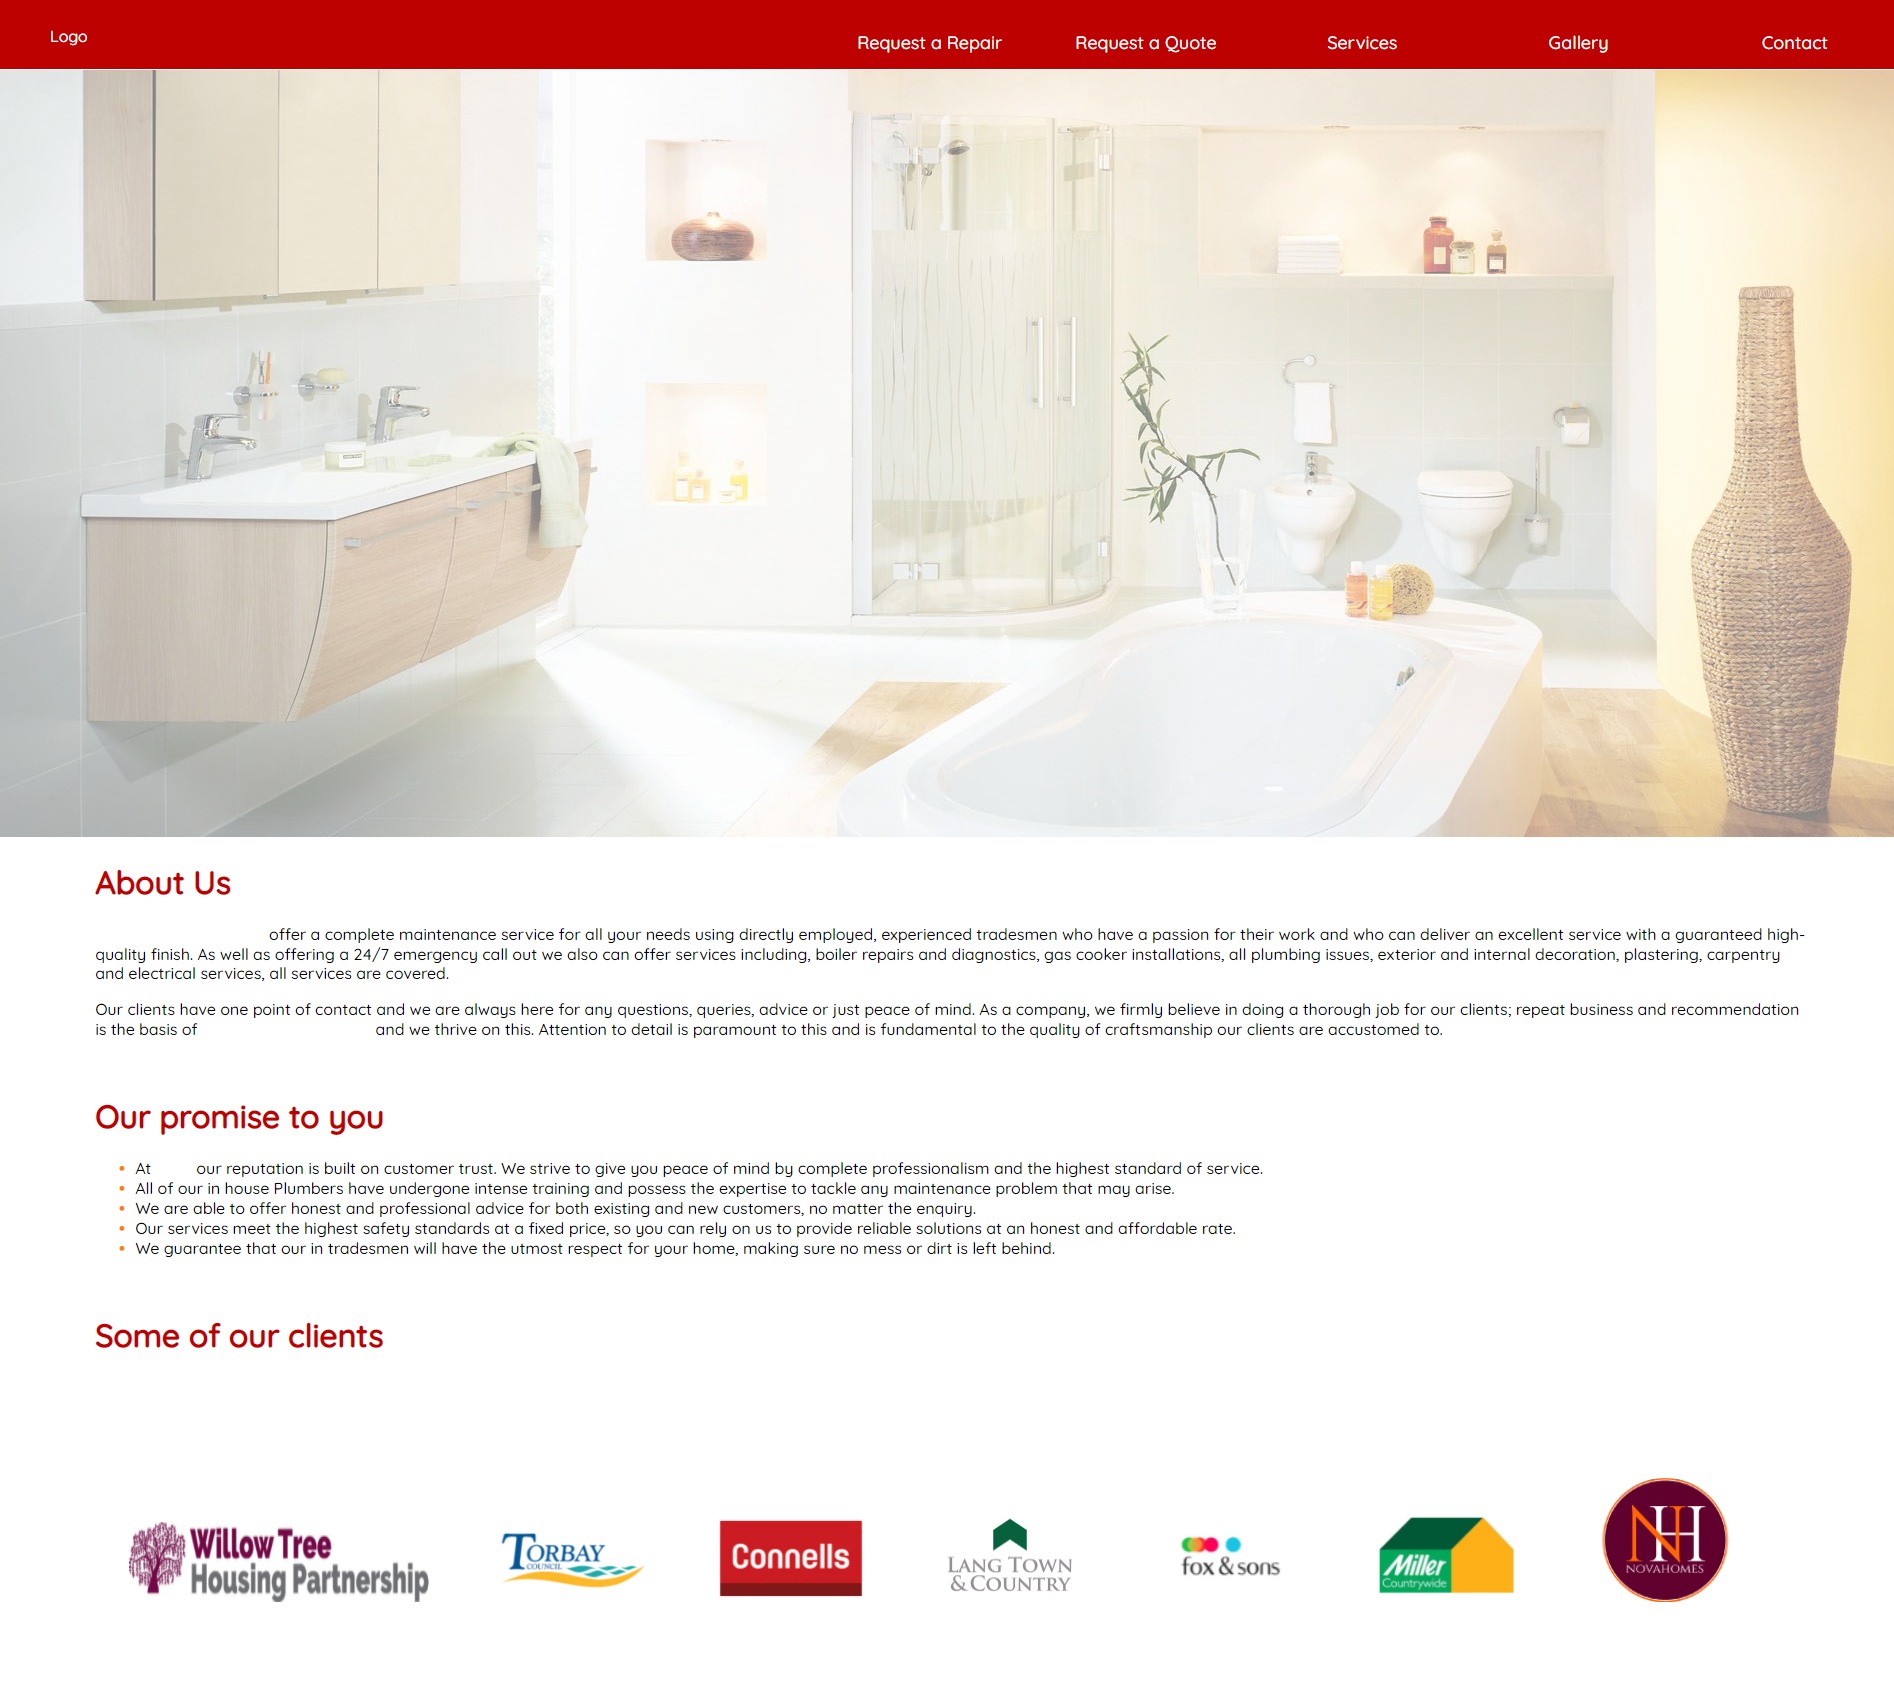 Logo
Request a Repair
Request a Quote
Services
Gallery
Contact
About Us
offer a complete maintenance service for all your needs using directly employed, experienced tradesmen who have a passion for their work and who can deliver an excellent service with a guaranteed high-
quality finish. As well as offering a 24/7 emergency call out we also can offer services including, boiler repairs and diagnostics, gas cooker installations, all plumbing issues, exterior and internal decoration, plastering, carpentry
and electrical services, all services are covered.
Our clients have one point of contact and we are always here for any questions, queries, advice or just peace of mind. As a company, we firmly believe in doing a thorough job for our clients; repeat business and recommendation
is the basis of and we thrive on this. Attention to detail is paramount to this and is fundamental to the quality of craftsmanship our clients are accustomed to.
Our promise to you
• At our reputation is built on customer trust. We strive to give you peace of mind by complete professionalism and the highest standard of service.
• All of our in house Plumbers have undergone intense training and possess the expertise to tackle any maintenance problem that may arise.
• We are able to offer honest and professional advice for both existing and new customers, no matter the enquiry.
• Our services meet the highest safety standards at a fixed price, so you can rely on us to provide reliable solutions at an honest and affordable rate.
• We guarantee that our in tradesmen will have the utmost respect for your home, making sure no mess or dirt is left behind.
Some of our clients
Willow Tree
Housing Partnership
TORBAY
COUNCIL
Connells
LANG TOWN
& COUNTRY
fox & sons
Miller
Countrywide
NH
NOVAHOMES